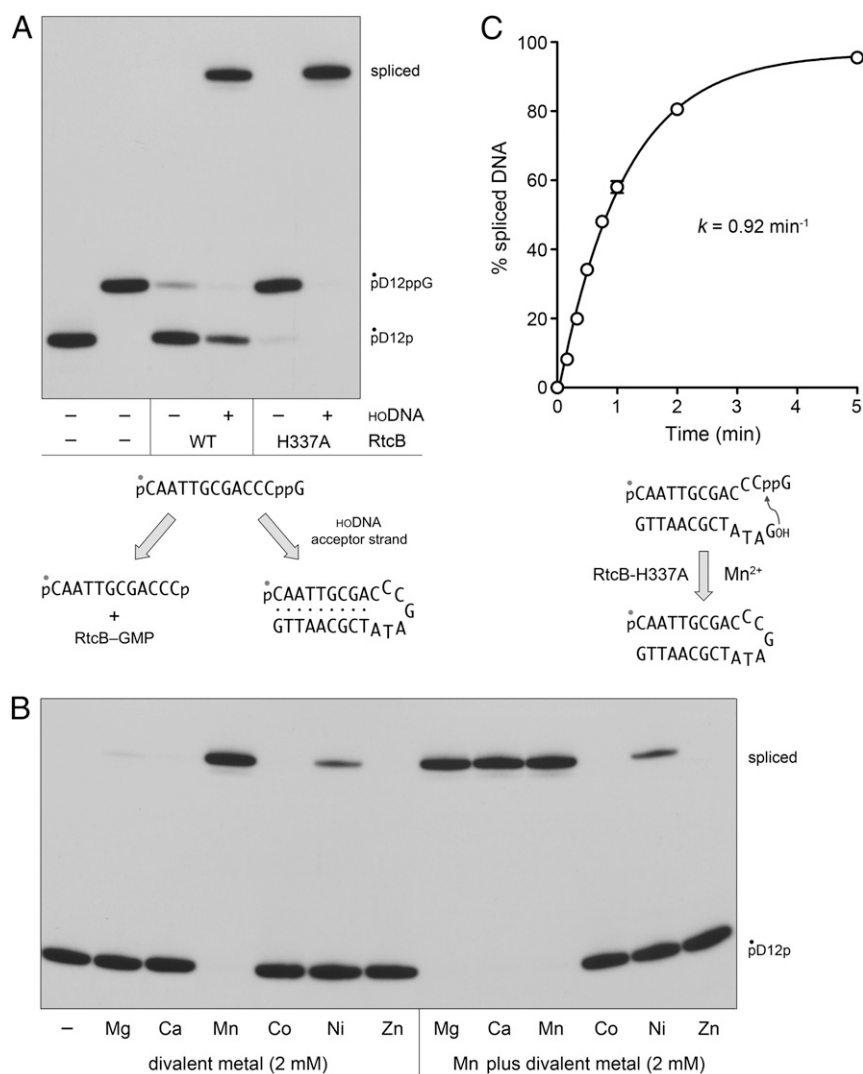 A
spliced
pD12ppG
pD12p
– – – + – + HODNA
– – WT H337A RtcB
pCAATTGCGACCCppG
HODNA
acceptor strand
pCAATTGCGACCCp
+
RtcB–GMP
pCAATTGCGACCC
G
GTTAACGCTATA
C
% spliced DNA
100
80
60
40
20
0
k = 0.92 min⁻¹
0 1 2 3 4 5
Time (min)
pCAATTGCGACCCppG
GTTAACGCTATAGOH
RtcB-H337A Mn²⁺
pCAATTGCGACCC
G
GTTAACGCTATA
B
spliced
pD12p
– Mg Ca Mn Co Ni Zn Mg Ca Mn Co Ni Zn
divalent metal (2 mM) Mn plus divalent metal (2 mM)